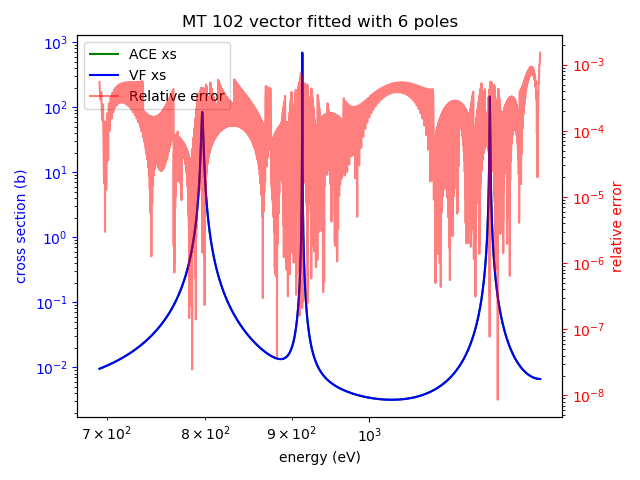 MT 102 vector fitted with 6 poles
ACE xs
VF xs
Relative error
cross section (b)
10³
10²
10¹
10⁰
10⁻¹
10⁻²
10⁻³
10⁻⁴
10⁻⁵
10⁻⁶
10⁻⁷
10⁻⁸
relative error
7 × 10² 8 × 10² 9 × 10² 10³
energy (eV)